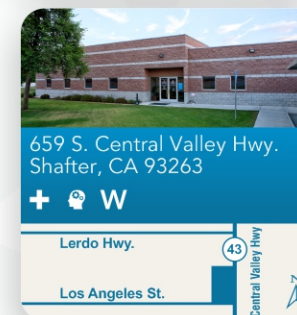 659 S. Central Valley Hwy.
Shafter, CA 93263
W
Lerdo Hwy.
43
Central Valley Hwy
Los Angeles St.